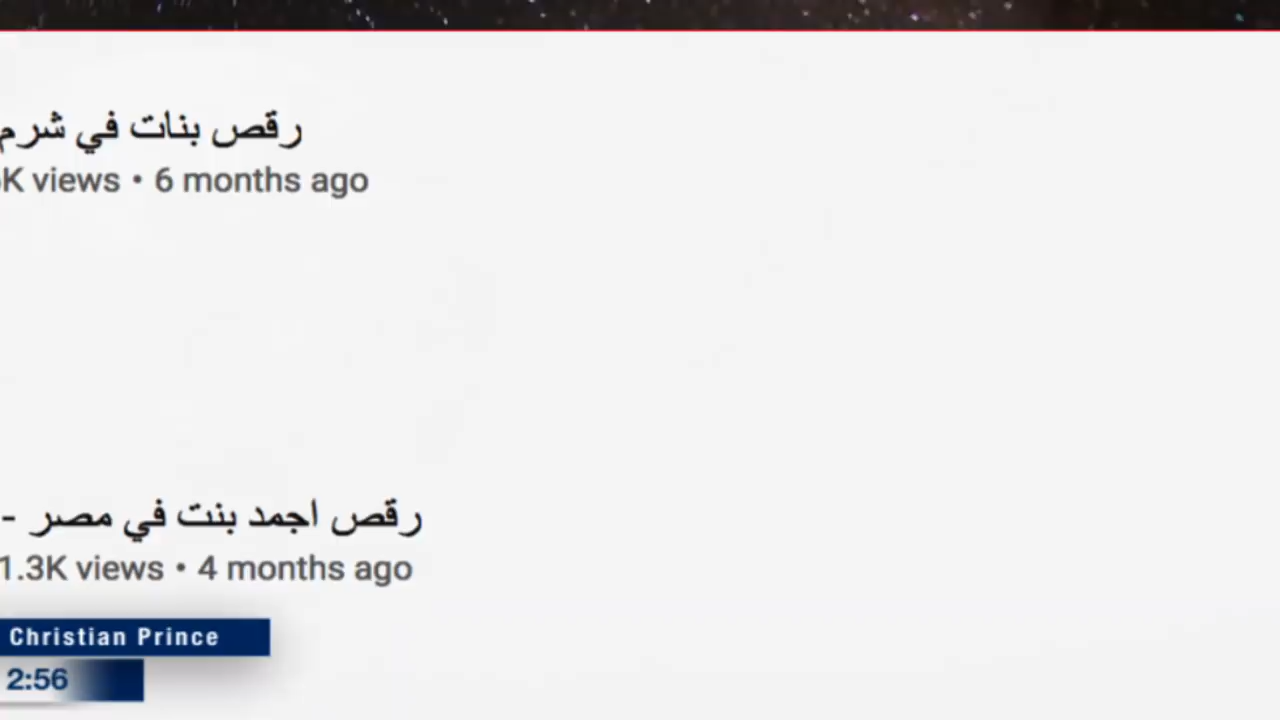 رقص بنات في شرم
K views • 6 months ago
رقص اجمد بنت في مصر -
1.3K views • 4 months ago
Christian Prince
2:56